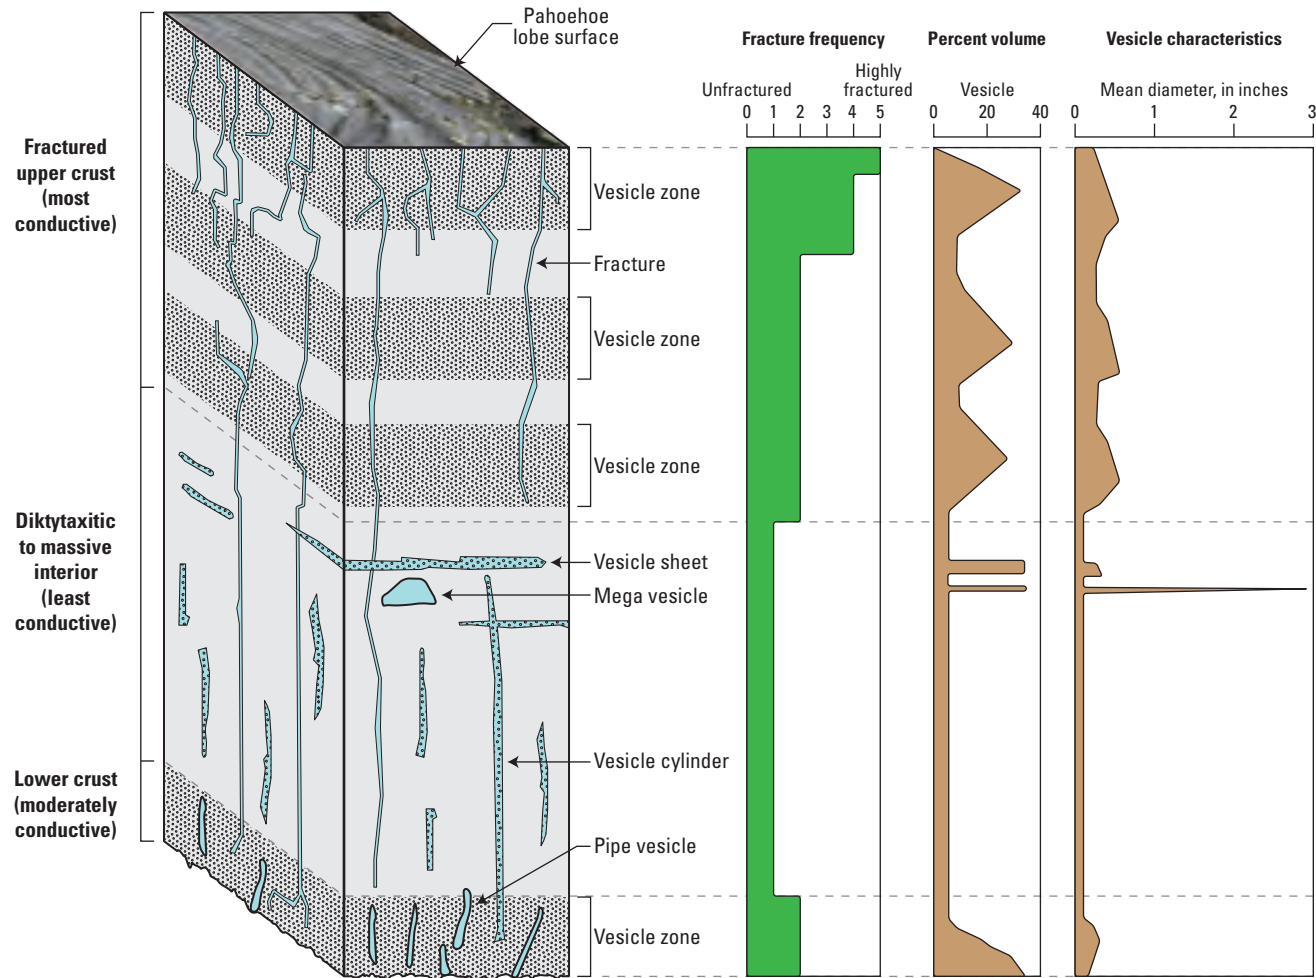 Pahoehoe
lobe surface
Fracture frequency
Percent volume
Vesicle characteristics
Unfractured
Highly
fractured
Vesicle
Mean diameter, in inches
0 1 2 3 4 5
0 20 40
0 1 2 3
Fractured
upper crust
(most
conductive)
Vesicle zone
Fracture
Vesicle zone
Vesicle zone
Diktytaxitic
to massive
interior
(least
conductive)
Vesicle sheet
Mega vesicle
Vesicle cylinder
Lower crust
(moderately
conductive)
Pipe vesicle
Vesicle zone